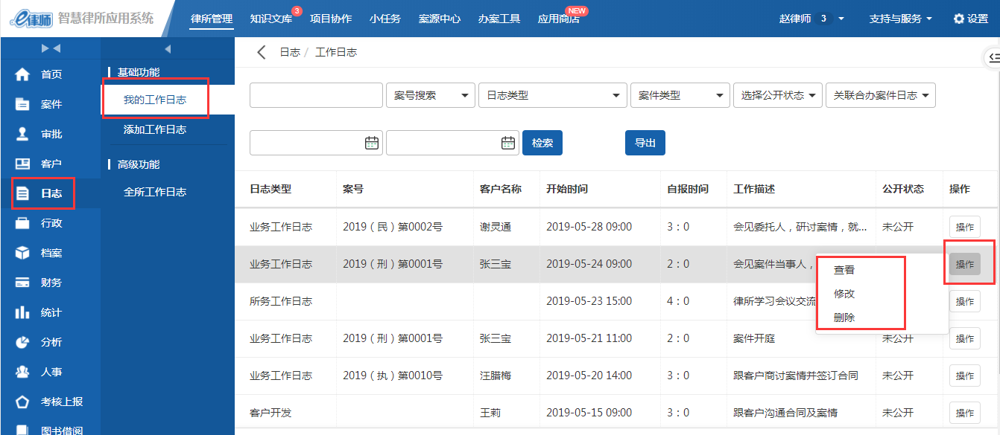 e律师 智慧律所应用系统 律所管理 知识文库 3 项目协作 小任务 案源中心 办案工具 应用商店 NEW 赵律师 3 支持与服务 设置
首页
案件
审批
客户
日志
行政
档案
财务
统计
分析
人事
考核上报
图书借阅
基础功能
我的工作日志
添加工作日志
高级功能
全所工作日志
日志 / 工作日志
案号搜索 日志类型 案件类型 选择公开状态 关联合办案件日志
检索 导出
日志类型 案号 客户名称 开始时间 自报时间 工作描述 公开状态 操作
业务工作日志 2019（民）第0002号 谢灵通 2019-05-28 09:00 3：0 会见委托人，研讨案情，就... 未公开 操作
业务工作日志 2019（刑）第0001号 张三宝 2019-05-24 09:00 2：0 会见案件当事人， 操作
查看
修改
删除
所务工作日志 2019-05-23 15:00 4：0 律所学习会议交流 操作
业务工作日志 2019（刑）第0001号 张三宝 2019-05-21 11:00 2：0 案件开庭 未公开 操作
业务工作日志 2019（执）第0010号 汪腊梅 2019-05-20 14:00 3：0 跟客户商讨案情并签订合同 未公开 操作
客户开发 王莉 2019-05-15 09:00 3：0 跟客户沟通合同及案情 未公开 操作